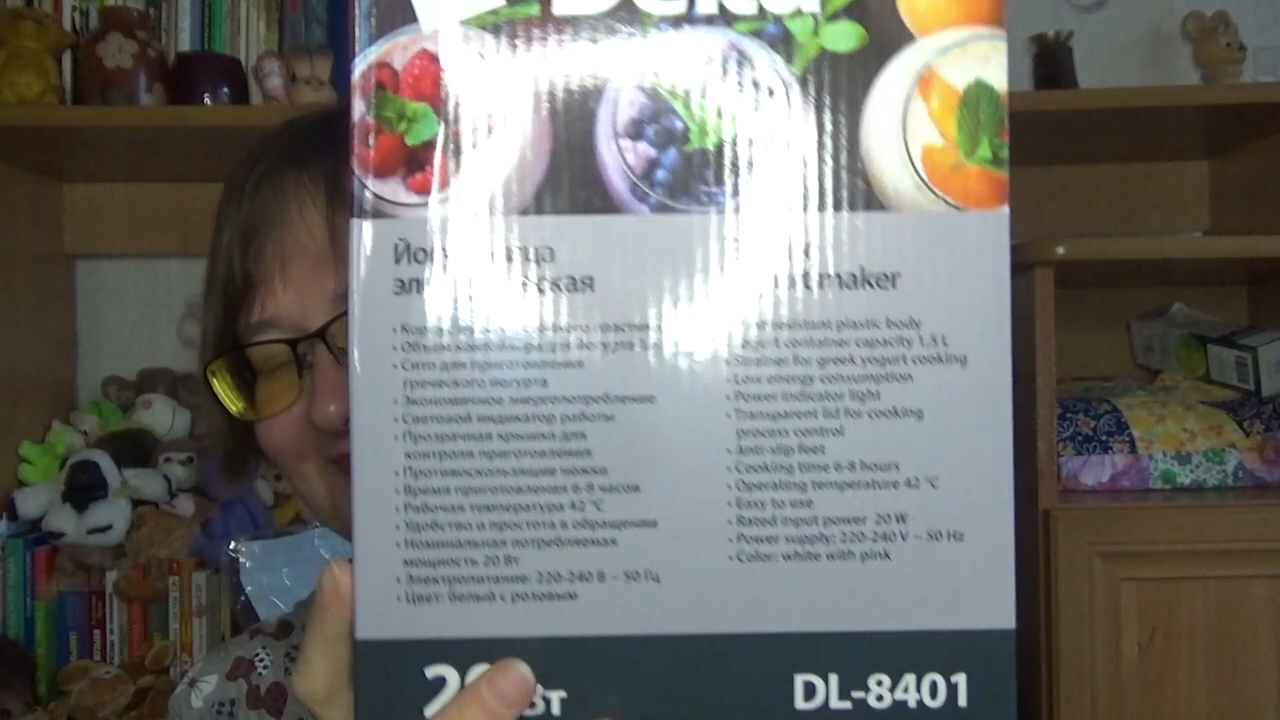 Delta
электрическая
maker
• Сито для приготовления
греческого йогурта
• Экономичное энергопотребление
• Световой индикатор работы
• Прозрачная крышка для
контроля приготовления
• Противоскользящие ножки
• Время приготовления 6-8 часов
• Рабочая температура 42 °C
• Удобство и простота в обращении
• Номинальная потребляемая
мощность 20 Вт
• Электропитание: 220-240 В ~ 50 Гц
• Цвет: белый с розовым
resistant plastic body
container capacity 1,5 L
• Strainer for greek yogurt cooking
• Low energy consumption
• Power indicator light
• Transparent lid for cooking
process control
• Anti-slip feet
• Cooking time 6-8 hours
• Operating temperature 42 °C
• Easy to use
• Rated input power 20 W
• Power supply: 220-240 V ~ 50 Hz
• Color: white with pink
Вт
DL-8401